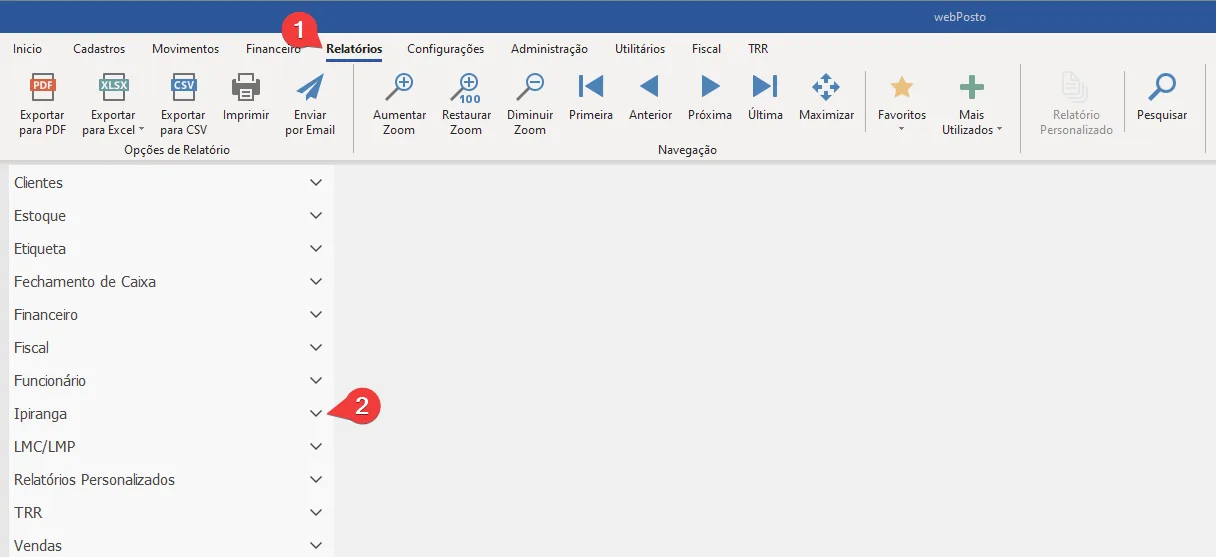 webPosto
1
Inicio Cadastros Movimentos Financeiro Relatórios Configurações Administração Utilitários Fiscal TRR
PDF XLSX CSV 100
Exportar Exportar Exportar Imprimir Enviar Aumentar Restaurar Diminuir Primeira Anterior Próxima Última Maximizar Favoritos Mais Relatório Pesquisar
para PDF para Excel para CSV por Email Zoom Zoom Zoom Utilizados Personalizado
Opções de Relatório Navegação
Clientes
Estoque
Etiqueta
Fechamento de Caixa
Financeiro
Fiscal
Funcionário
Ipiranga 2
LMC/LMP
Relatórios Personalizados
TRR
Vendas